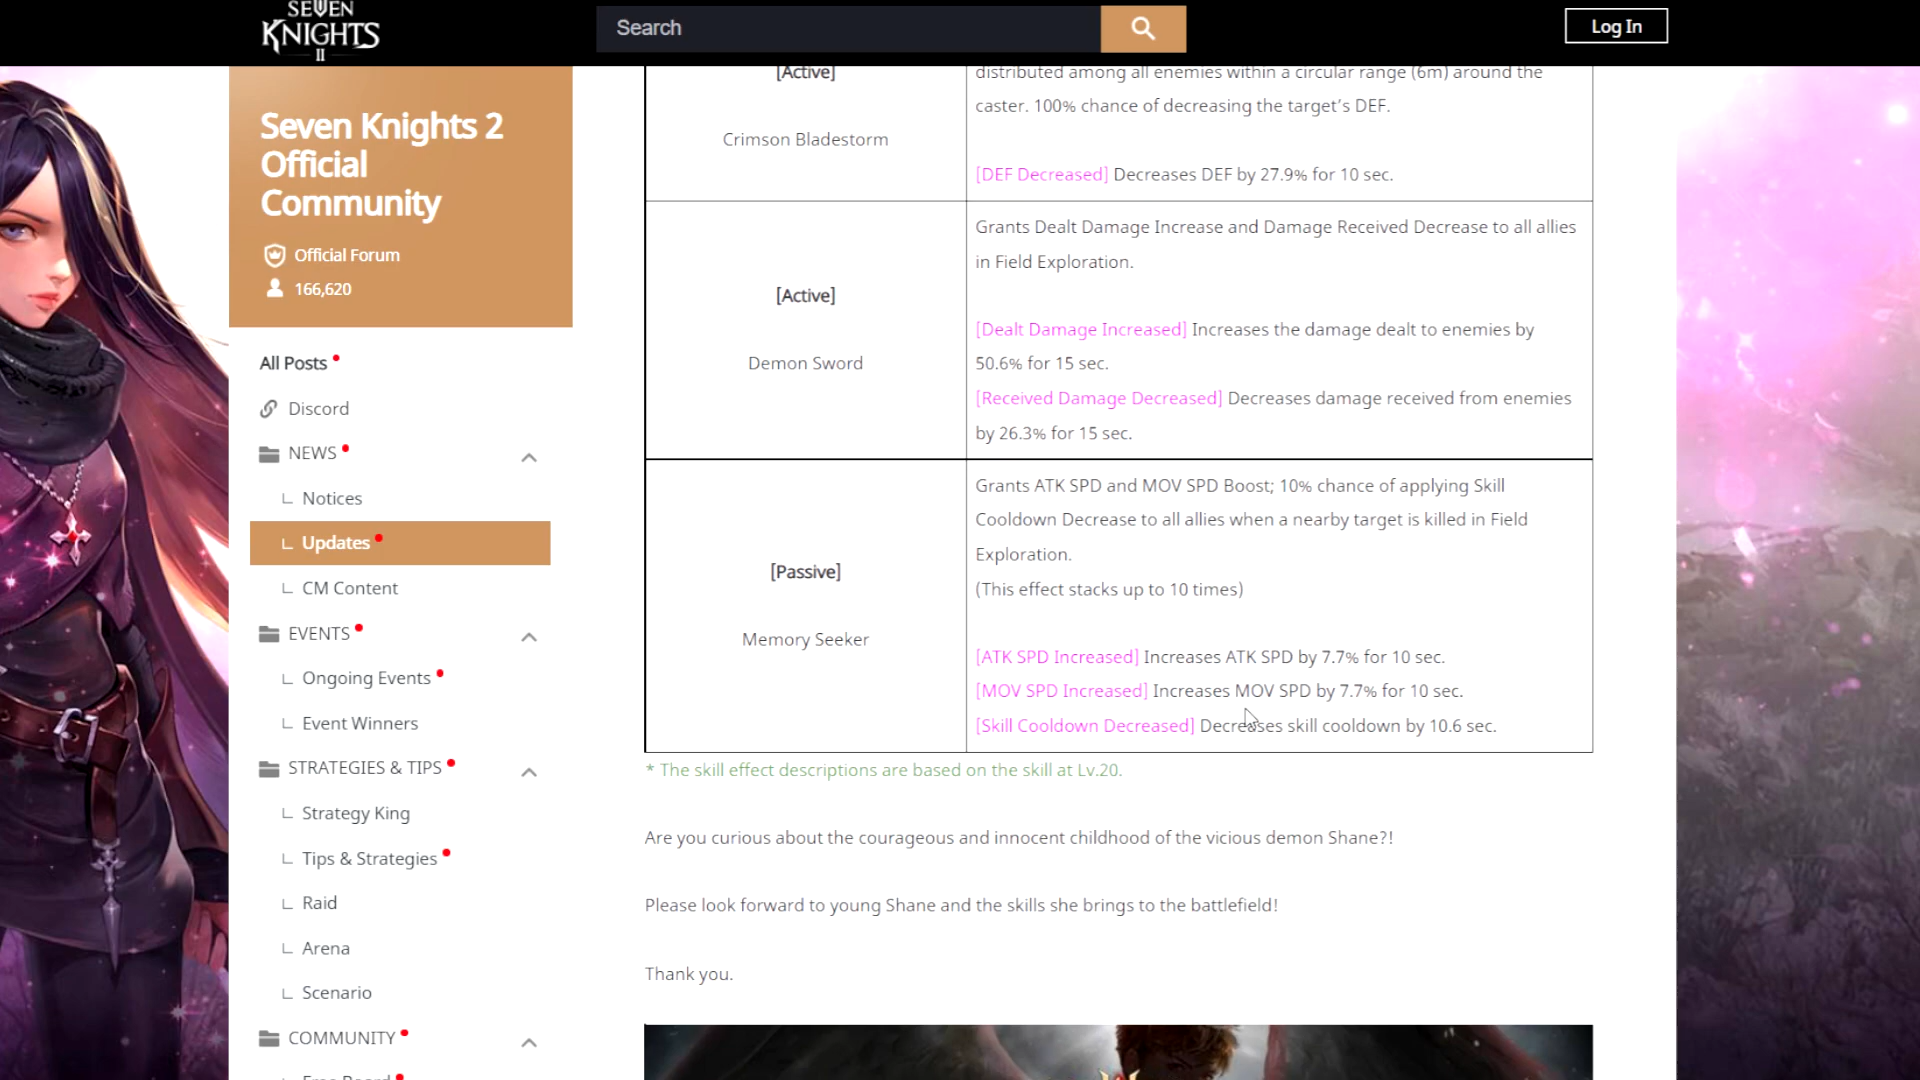 SEVEN
KNIGHTS
II
Search
Log In
Seven Knights 2
Official
Community
Official Forum
166,620
All Posts
Discord
NEWS
Notices
Updates
CM Content
EVENTS
Ongoing Events
Event Winners
STRATEGIES & TIPS
Strategy King
Tips & Strategies
Raid
Arena
Scenario
COMMUNITY
Free Board
[Active]
Crimson Bladestorm
distributed among all enemies within a circular range (6m) around the
caster. 100% chance of decreasing the target's DEF.
[DEF Decreased] Decreases DEF by 27.9% for 10 sec.
[Active]
Demon Sword
Grants Dealt Damage Increase and Damage Received Decrease to all allies
in Field Exploration.
[Dealt Damage Increased] Increases the damage dealt to enemies by
50.6% for 15 sec.
[Received Damage Decreased] Decreases damage received from enemies
by 26.3% for 15 sec.
[Passive]
Memory Seeker
Grants ATK SPD and MOV SPD Boost; 10% chance of applying Skill
Cooldown Decrease to all allies when a nearby target is killed in Field
Exploration.
(This effect stacks up to 10 times)
[ATK SPD Increased] Increases ATK SPD by 7.7% for 10 sec.
[MOV SPD Increased] Increases MOV SPD by 7.7% for 10 sec.
[Skill Cooldown Decreased] Decreases skill cooldown by 10.6 sec.
* The skill effect descriptions are based on the skill at Lv.20.
Are you curious about the courageous and innocent childhood of the vicious demon Shane?!
Please look forward to young Shane and the skills she brings to the battlefield!
Thank you.